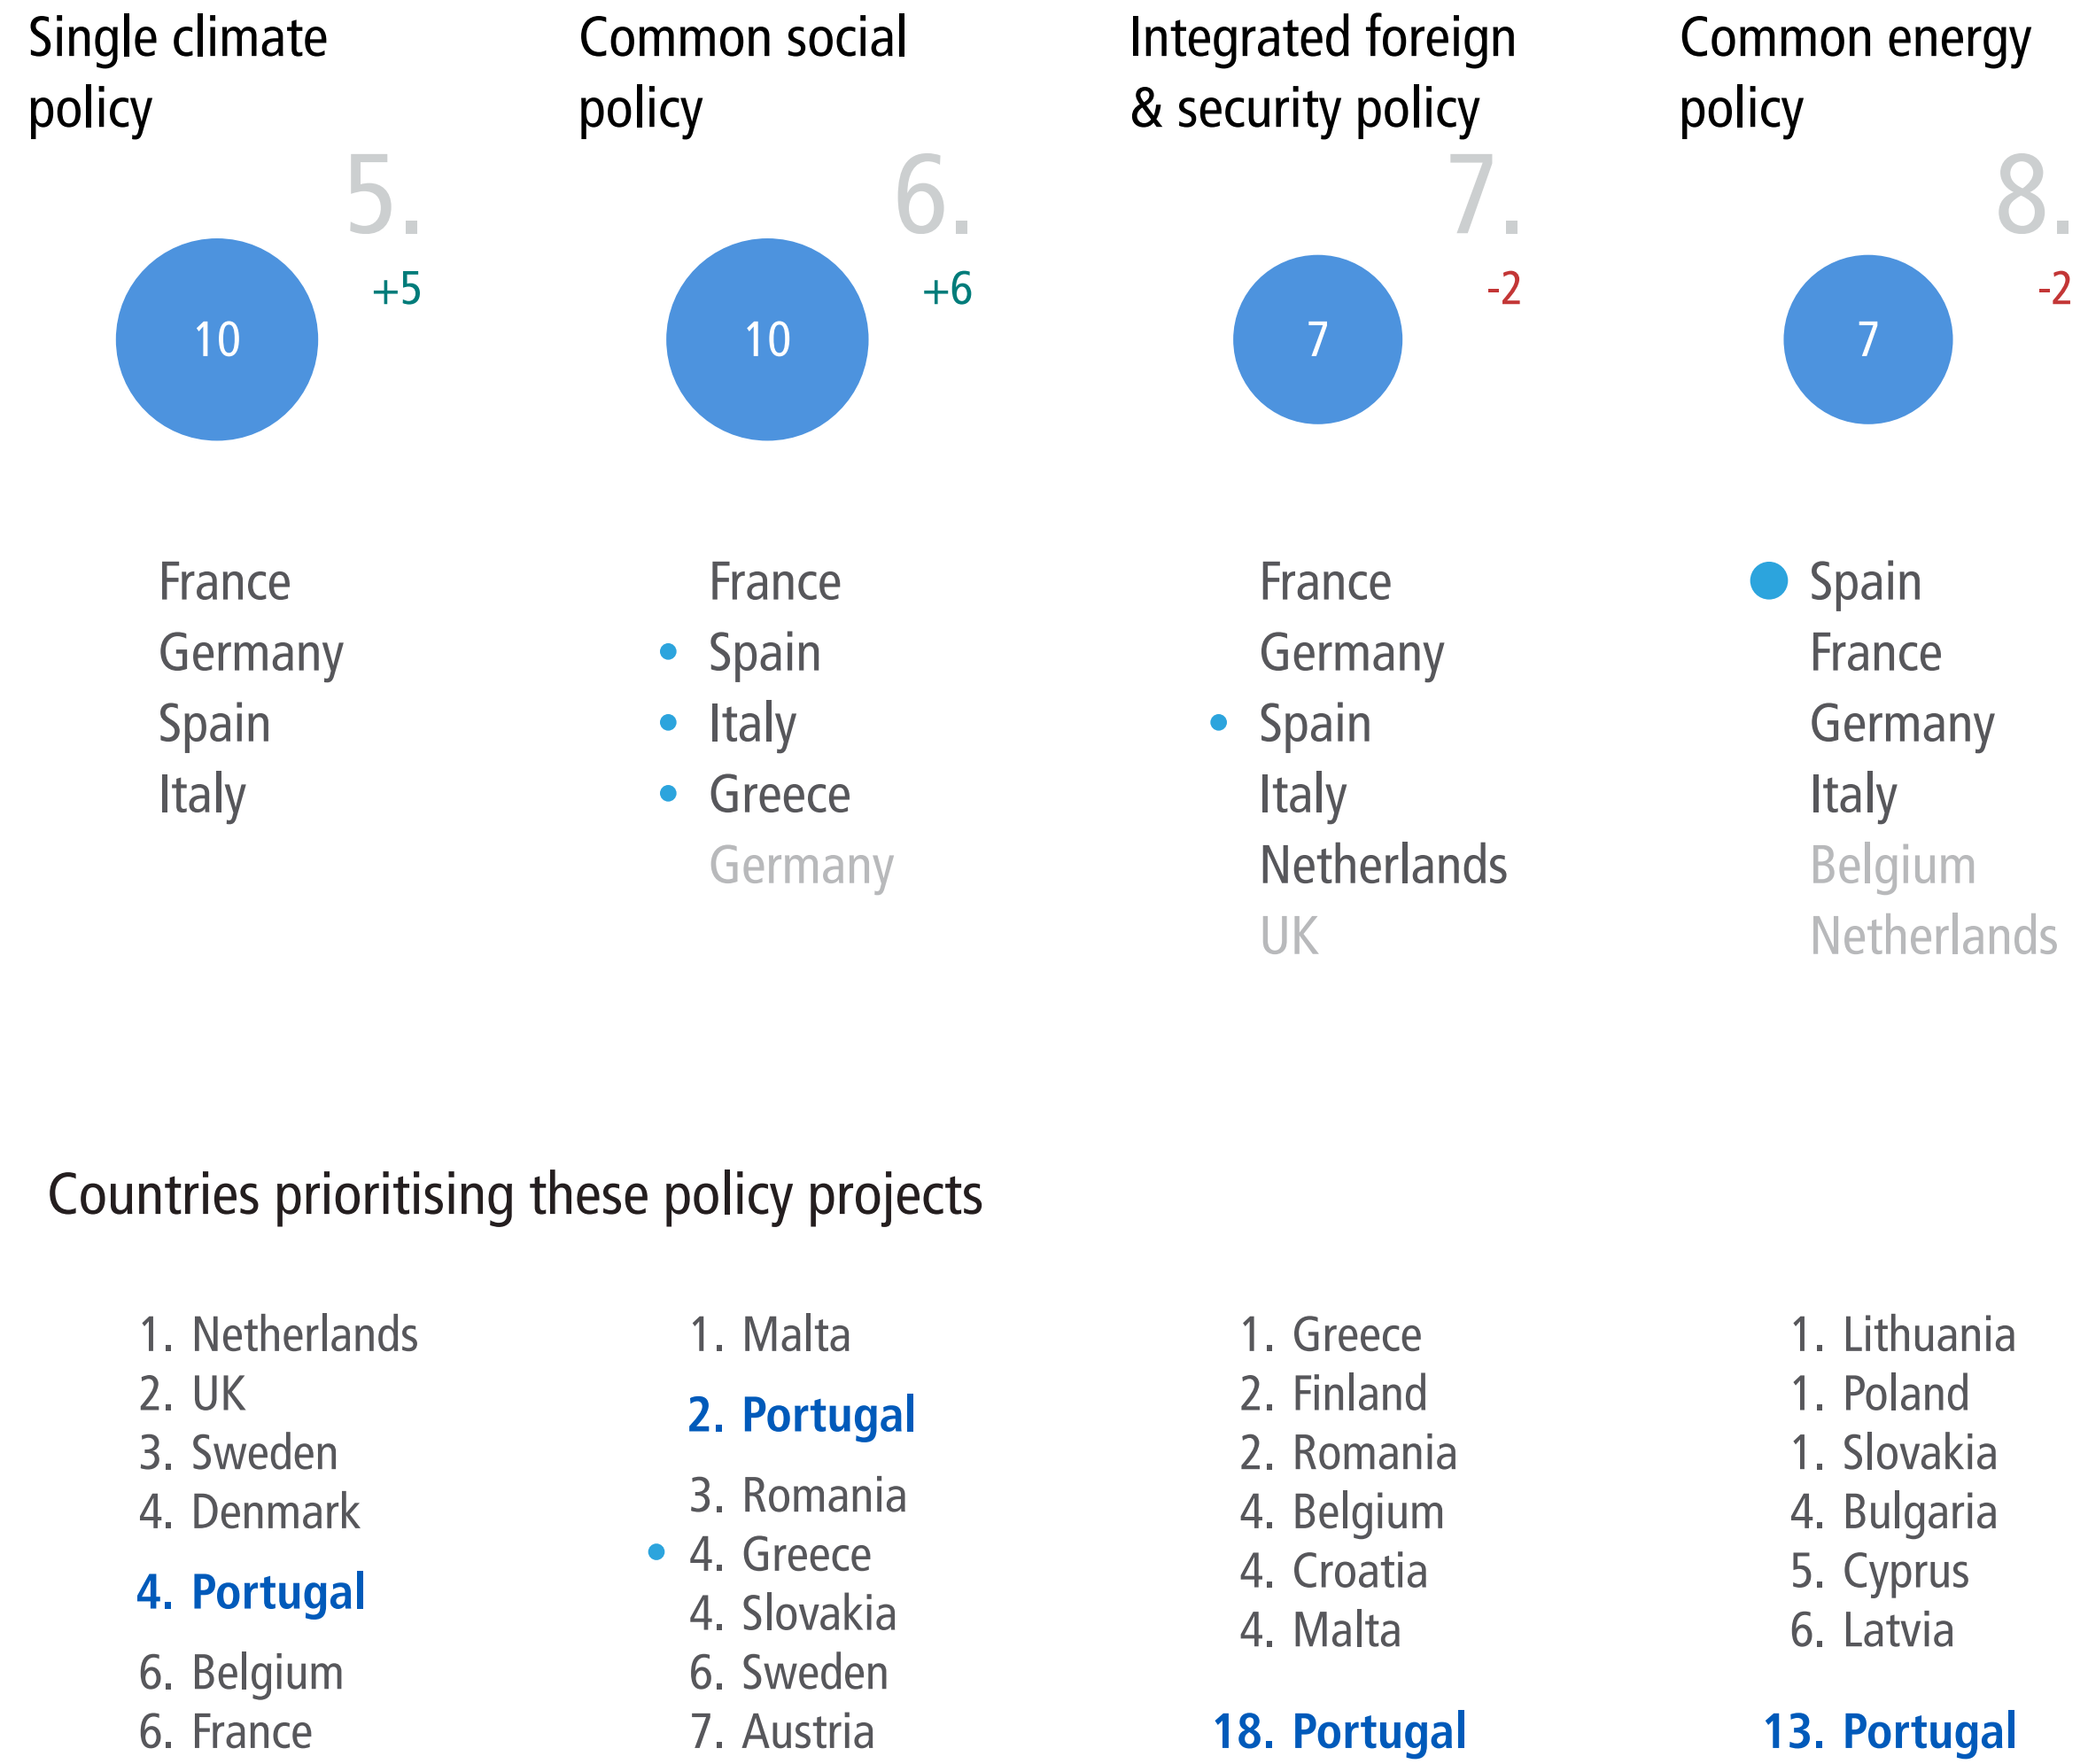 Single climate
policy
5.
+5
10
France
Germany
Spain
Italy
Common social
policy
6.
+6
10
France
Spain
Italy
Greece
Germany
Integrated foreign
& security policy
7.
-2
7
France
Germany
Spain
Italy
Netherlands
UK
Common energy
policy
8.
-2
7
Spain
France
Germany
Italy
Belgium
Netherlands
Countries prioritising these policy projects
1. Netherlands
2. UK
3. Sweden
4. Denmark
4. Portugal
6. Belgium
6. France
1. Malta
2. Portugal
3. Romania
4. Greece
4. Slovakia
6. Sweden
7. Austria
1. Greece
2. Finland
2. Romania
4. Belgium
4. Croatia
4. Malta
18. Portugal
1. Lithuania
1. Poland
1. Slovakia
4. Bulgaria
5. Cyprus
6. Latvia
13. Portugal